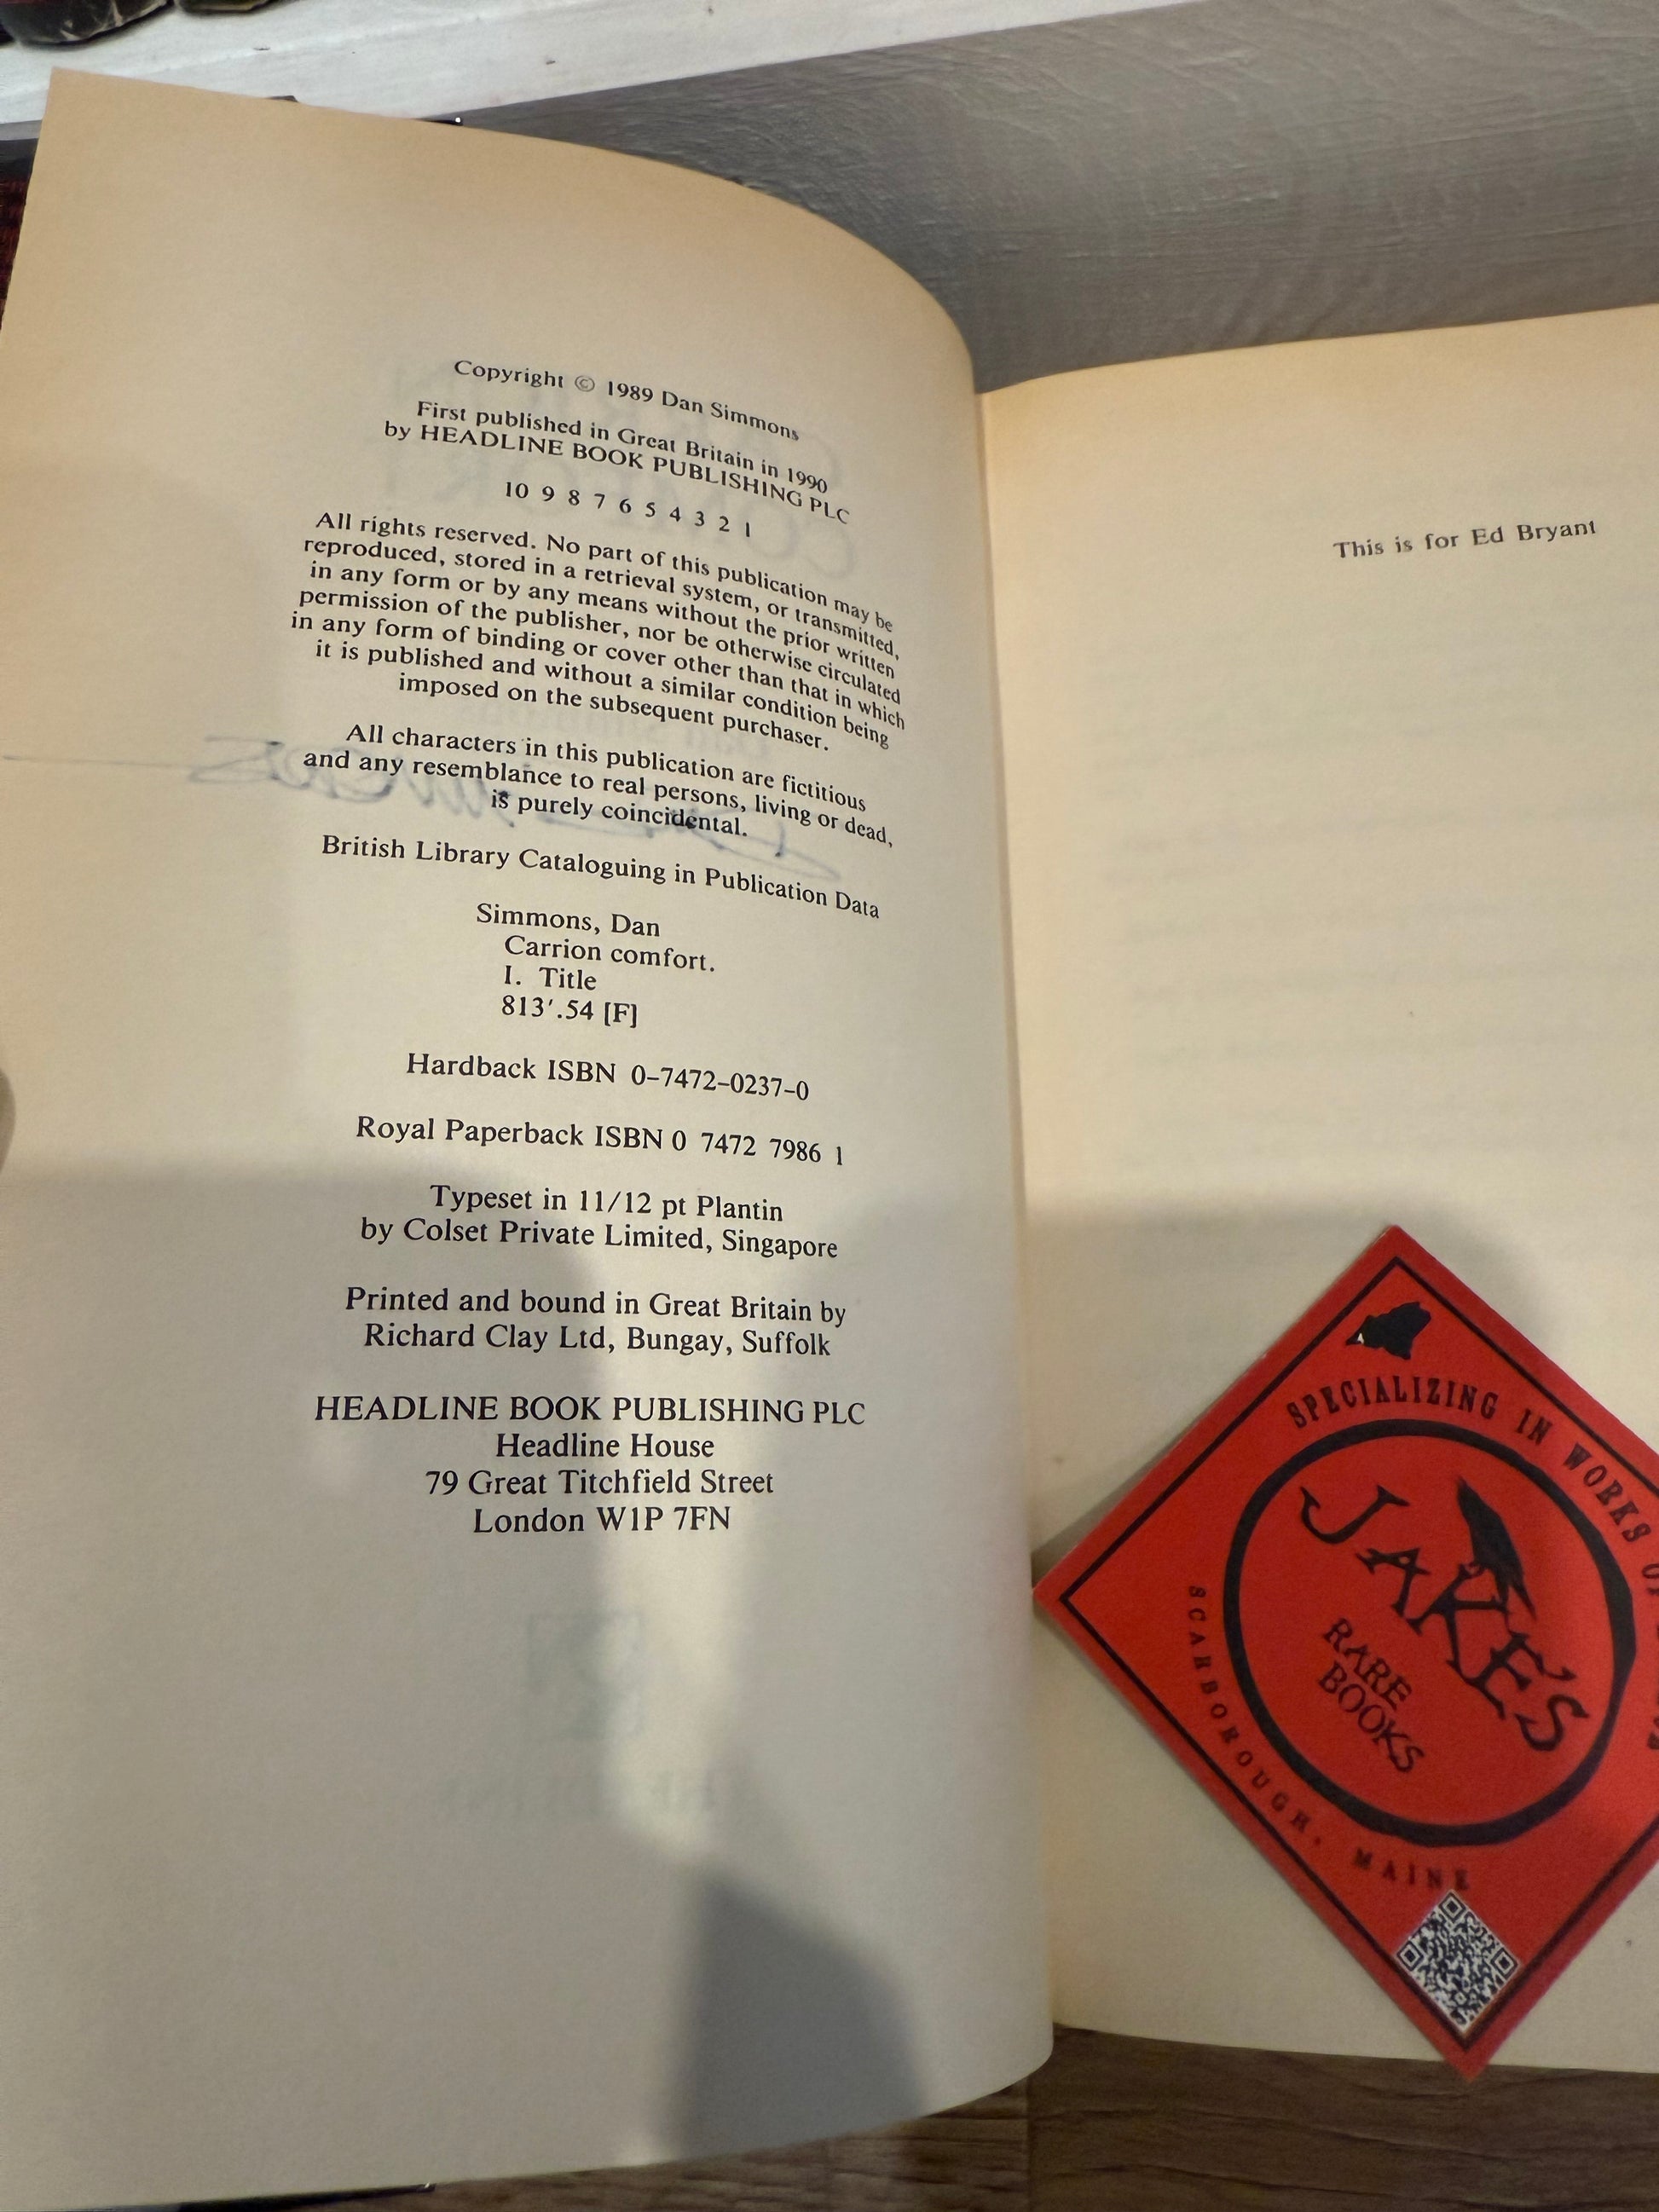 Copyright © 1989 Dan Simmons
First published in Great Britain in 1990
by HEADLINE BOOK PUBLISHING PLC
10 9 8 7 6 5 4 3 2 1
All rights reserved. No part of this publication may be
reproduced, stored in a retrieval system, or transmitted,
in any form or by any means without the prior written
permission of the publisher, nor be otherwise circulated
in any form of binding or cover other than that in which
it is published and without a similar condition being
imposed on the subsequent purchaser.
All characters in this publication are fictitious
and any resemblance to real persons, living or dead,
is purely coincidental.
British Library Cataloguing in Publication Data
Simmons, Dan
Carrion comfort.
I. Title
813′.54 [F]
Hardback ISBN 0–7472–0237–0
Royal Paperback ISBN 0 7472 7986 1
Typeset in 11/12 pt Plantin
by Colset Private Limited, Singapore
Printed and bound in Great Britain by
Richard Clay Ltd, Bungay, Suffolk
HEADLINE BOOK PUBLISHING PLC
Headline House
79 Great Titchfield Street
London W1P 7FN
This is for Ed Bryant
SPECIALIZING IN WORKS
JAKE'S
RARE
BOOKS
SCARBOROUGH, MAINE